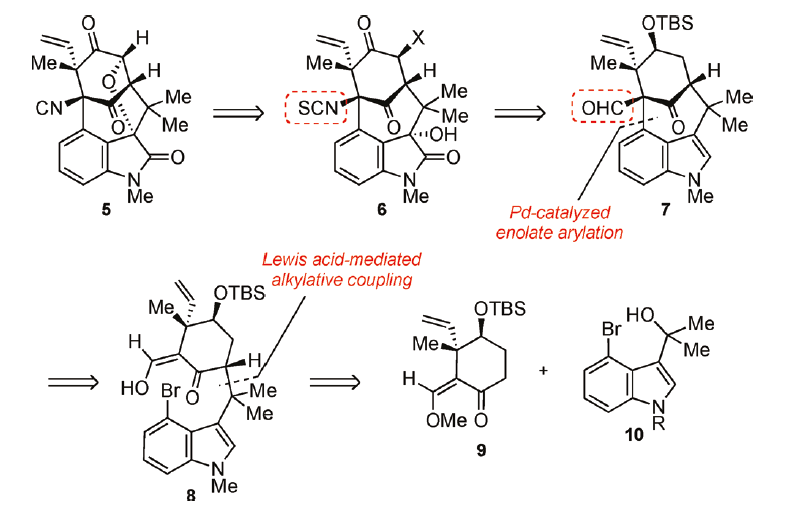 O
H
O
Me
H
CN
O
Me
Me
O
N
Me
5
O
X
Me
H
SCN
O
Me
Me
OH
O
N
Me
6
OTBS
Me
H
OHC
O
Me
Me
N
Me
7
Pd-catalyzed
enolate arylation
Lewis acid-mediated
alkylative coupling
Me
OTBS
H
H
HO
Br
O
Me
Me
N
Me
8
OTBS
Me
H
OMe
O
9
+
HO
Br
Me
Me
N
R
10